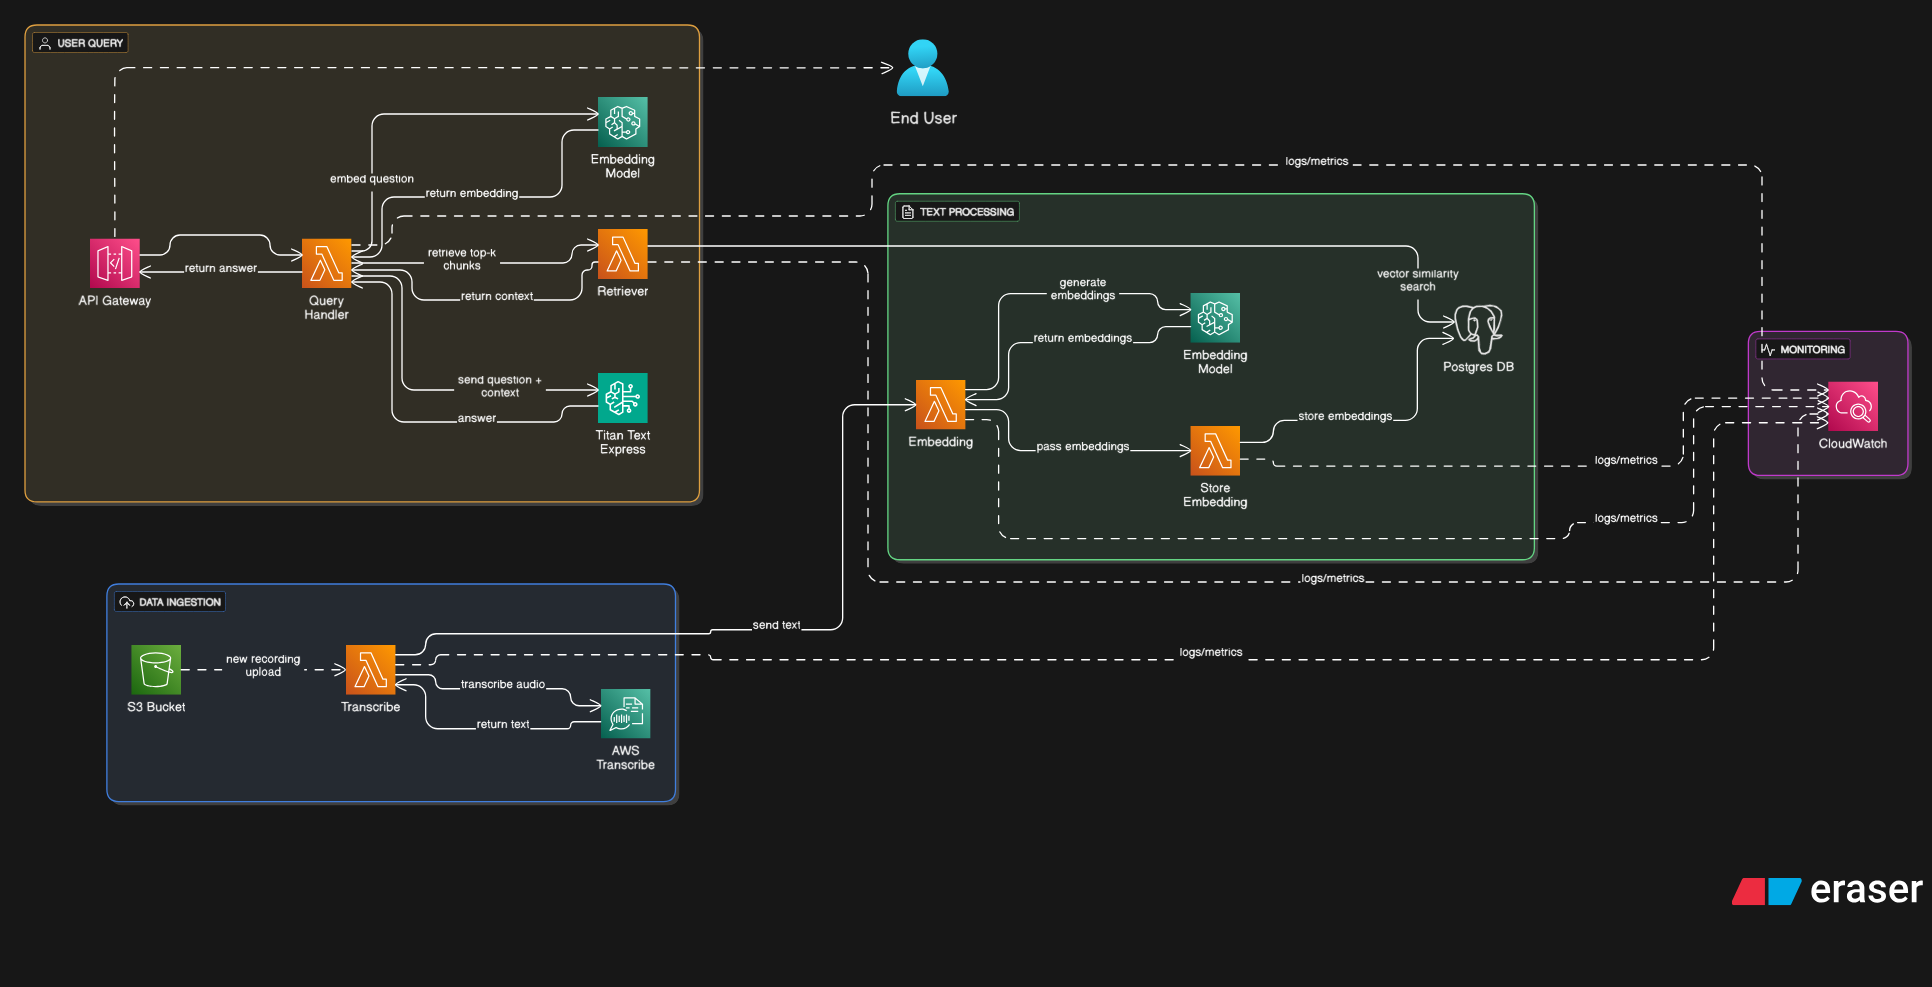 USER QUERY
End User
Embedding
Model
embed question
return embedding
logs/metrics
TEXT PROCESSING
retrieve top-k
chunks
return answer
return context
API Gateway
Query
Handler
Retriever
vector similarity
search
generate
embeddings
return embeddings
Embedding
Model
Postgres DB
MONITORING
send question +
context
answer
Titan Text
Express
Embedding
pass embeddings
store embeddings
Store
Embedding
logs/metrics
CloudWatch
logs/metrics
logs/metrics
DATA INGESTION
send text
logs/metrics
new recording
upload
transcribe audio
return text
S3 Bucket
Transcribe
AWS
Transcribe
eraser